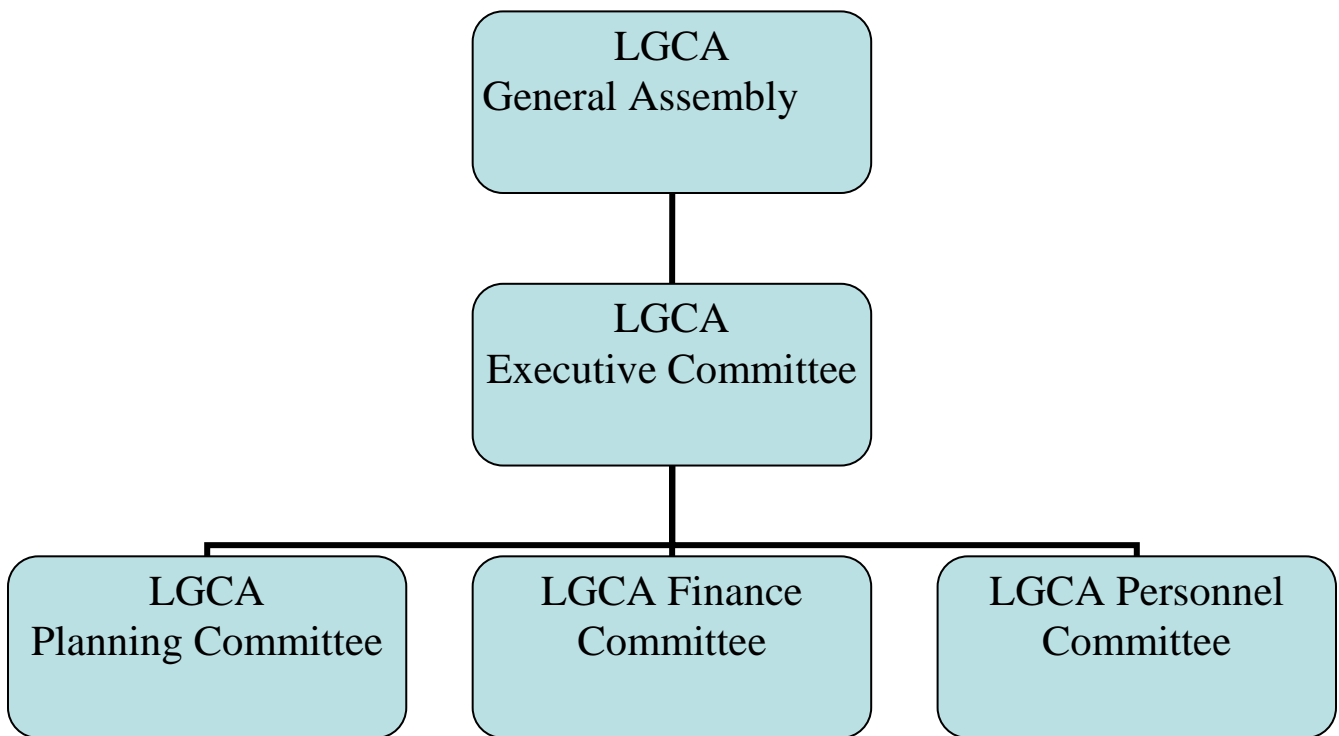 LGCA
General Assembly
LGCA
Executive Committee
LGCA
Planning Committee
LGCA Finance
Committee
LGCA Personnel
Committee